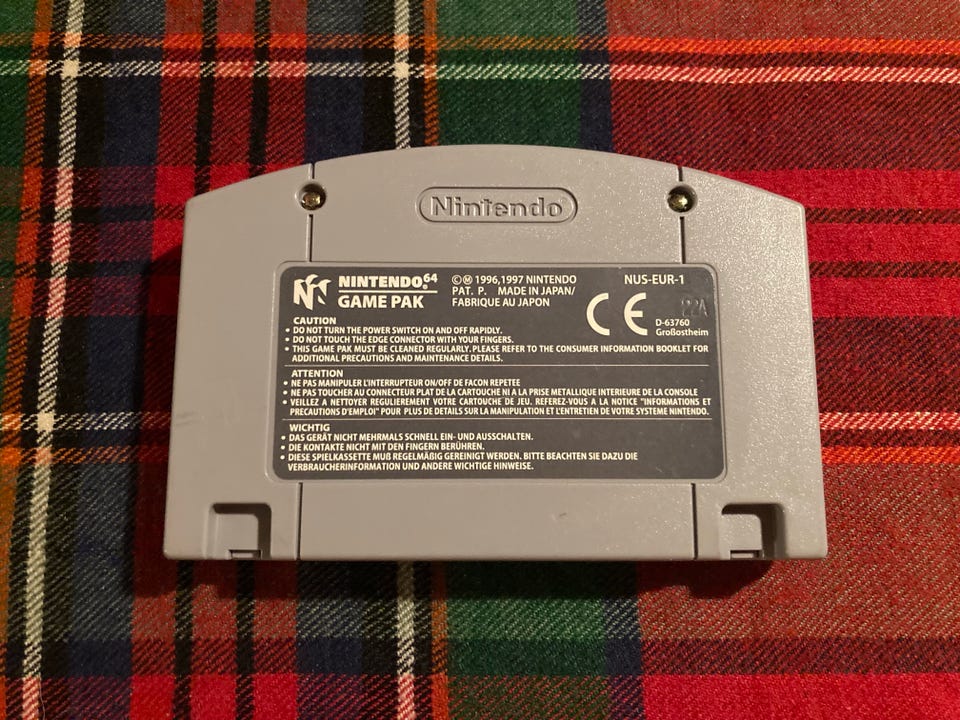 Nintendo®
NINTENDO.64
GAME PAK
©Ⓜ 1996,1997 NINTENDO
PAT. P. MADE IN JAPAN/
FABRIQUE AU JAPON
NUS-EUR-1
CE
22A
D-63760
Großostheim
CAUTION
• DO NOT TURN THE POWER SWITCH ON AND OFF RAPIDLY.
• DO NOT TOUCH THE EDGE CONNECTOR WITH YOUR FINGERS.
• THIS GAME PAK MUST BE CLEANED REGULARLY. PLEASE REFER TO THE CONSUMER INFORMATION BOOKLET FOR
ADDITIONAL PRECAUTIONS AND MAINTENANCE DETAILS.
ATTENTION
• NE PAS MANIPULER L'INTERRUPTEUR ON/OFF DE FACON REPETEE
• NE PAS TOUCHER AU CONNECTEUR PLAT DE LA CARTOUCHE NI A LA PRISE METALLIQUE INTERIEURE DE LA CONSOLE
• VEILLEZ A NETTOYER REGULIEREMENT VOTRE CARTOUCHE DE JEU. REFEREZ-VOUS A LA NOTICE "INFORMATIONS ET
PRECAUTIONS D'EMPLOI" POUR PLUS DE DETAILS SUR LA MANIPULATION ET L'ENTRETIEN DE VOTRE SYSTEME NINTENDO.
WICHTIG
• DAS GERÄT NICHT MEHRMALS SCHNELL EIN- UND AUSSCHALTEN.
• DIE KONTAKTE NICHT MIT DEN FINGERN BERÜHREN.
• DIESE SPIELKASSETTE MUß REGELMÄßIG GEREINIGT WERDEN. BITTE BEACHTEN SIE DAZU DIE
VERBRAUCHERINFORMATION UND ANDERE WICHTIGE HINWEISE.